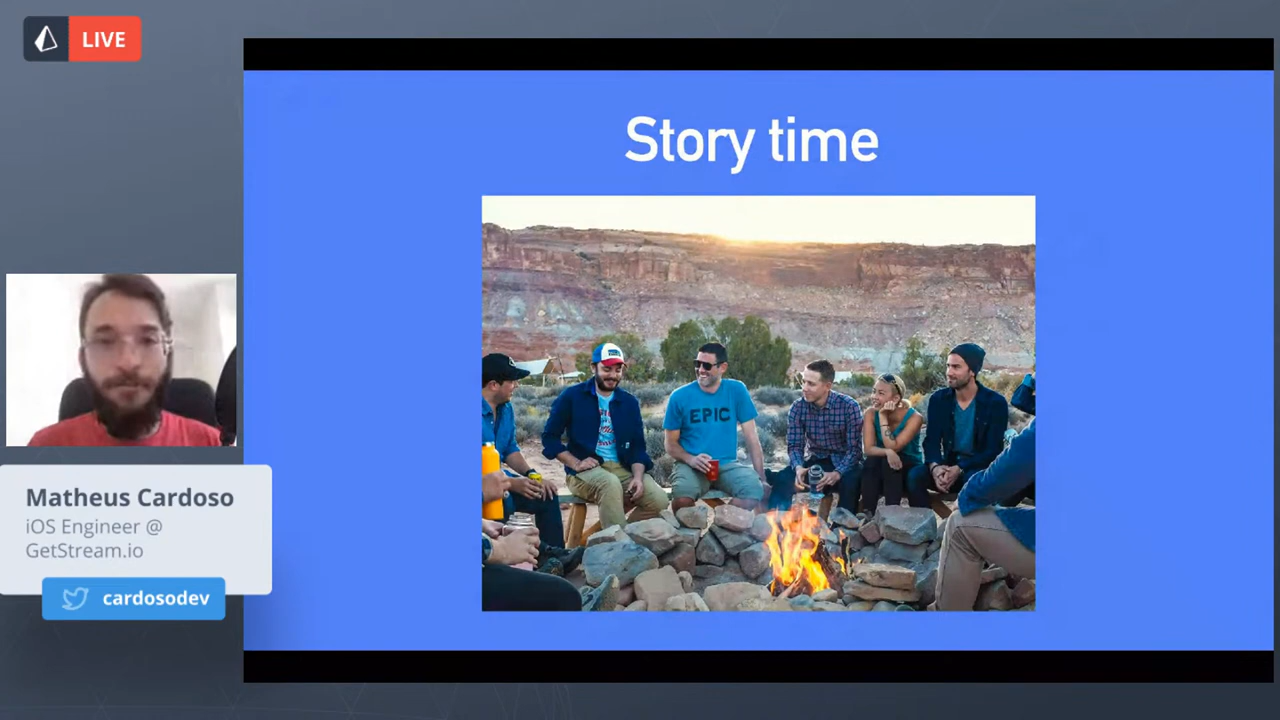 LIVE
Story time
EPIC
Matheus Cardoso
iOS Engineer @
GetStream.io
cardosodev